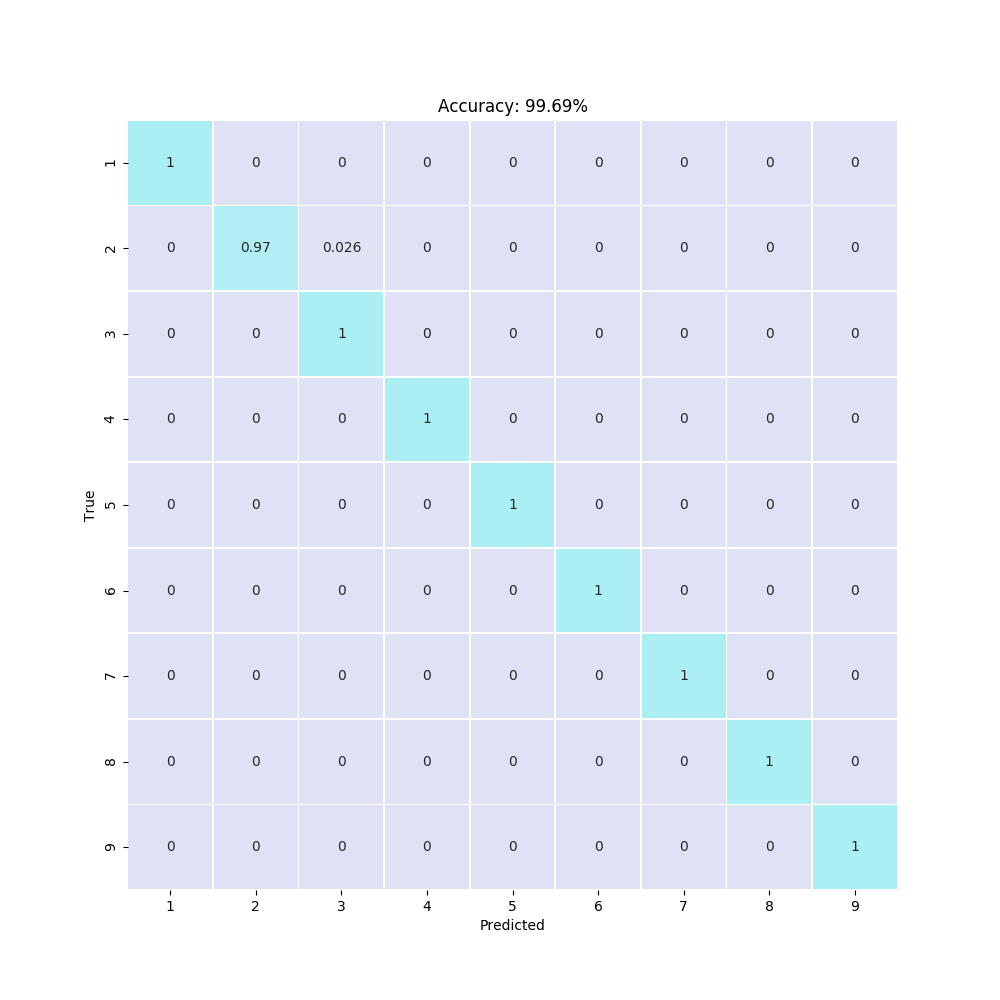 Accuracy: 99.69%
1 1 0 0 0 0 0 0 0 0
2 0 0.97 0.026 0 0 0 0 0 0
3 0 0 1 0 0 0 0 0 0
4 0 0 0 1 0 0 0 0 0
True
5 0 0 0 0 1 0 0 0 0
6 0 0 0 0 0 1 0 0 0
7 0 0 0 0 0 0 1 0 0
8 0 0 0 0 0 0 0 1 0
9 0 0 0 0 0 0 0 0 1
1 2 3 4 5 6 7 8 9
Predicted